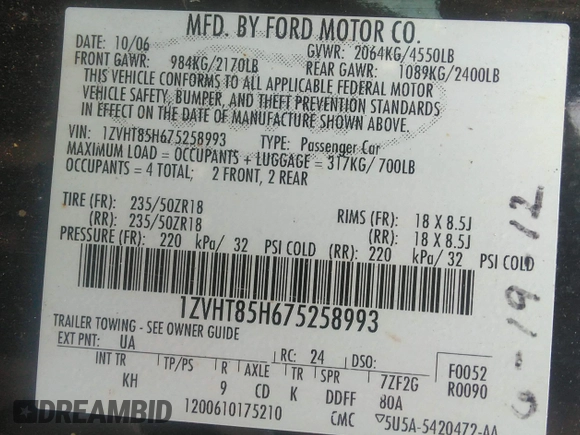 MFD. BY FORD MOTOR CO.
DATE: 10/06 GVWR: 2064KG/4550LB
FRONT GAWR: 984KG/2170LB REAR GAWR: 1089KG/2400LB
THIS VEHICLE CONFORMS TO ALL APPLICABLE FEDERAL MOTOR
VEHICLE SAFETY, BUMPER, AND THEFT PREVENTION STANDARDS
IN EFFECT ON THE DATE OF MANUFACTURE SHOWN ABOVE.
VIN: 1ZVHT85H675258993 TYPE: Passenger Car
MAXIMUM LOAD = OCCUPANTS + LUGGAGE = 317KG/ 700LB
OCCUPANTS = 4 TOTAL: 2 FRONT, 2 REAR
TIRE (FR): 235/50ZR18 RIMS (FR): 18 X 8.5J
(RR): 235/50ZR18 (RR): 18 X 8.5J
PRESSURE (FR): 220 kPa/ 32 PSI COLD (RR): 220 kPa/ 32 PSI COLD
1ZVHT85H675258993
TRAILER TOWING - SEE OWNER GUIDE
EXT PNT: UA RC: 24 DSO: F0052
INT TR TP/PS R AXLE TR SPR 7ZF2G R0090
KH 9 CD K DDFF 80A
1200610175210 CMC 5U5A-5420472-AA
19-12
DREAMBID